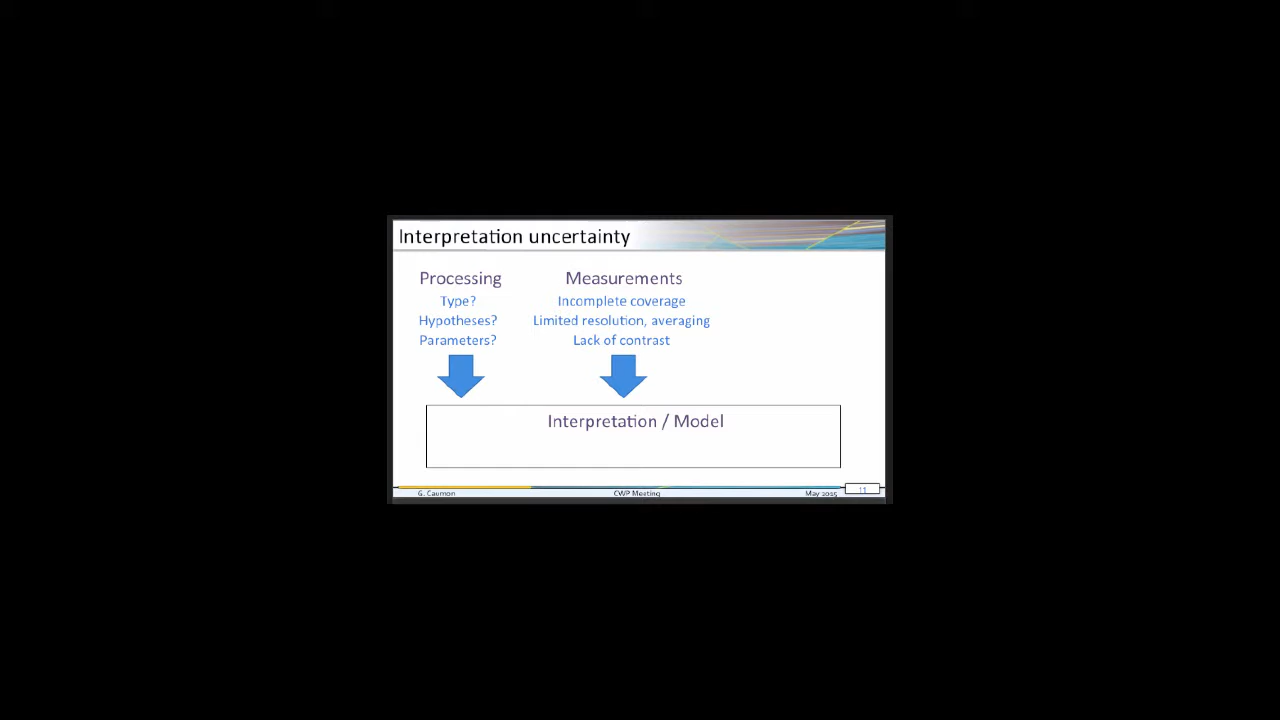 Interpretation uncertainty
Processing
Type?
Hypotheses?
Parameters?
Measurements
Incomplete coverage
Limited resolution, averaging
Lack of contrast
Interpretation / Model
G. Caumon
CWP Meeting
May 2015
11